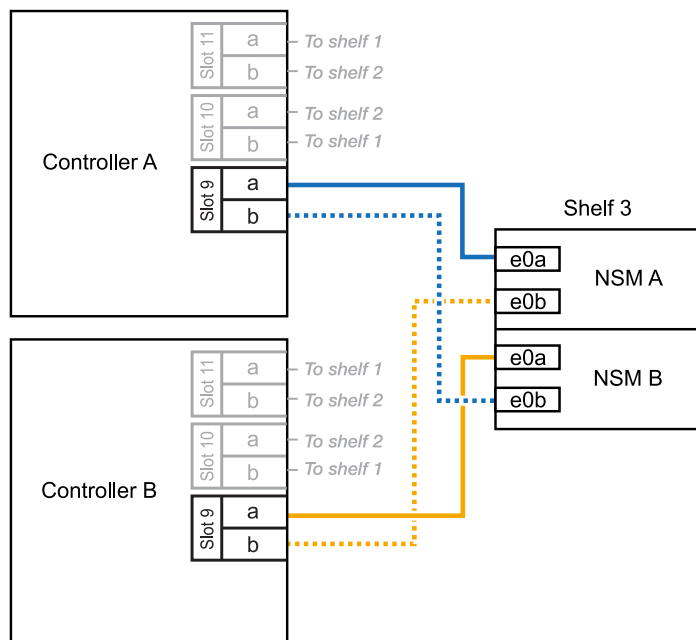 Controller A
Slot 11
a
To shelf 1
b
To shelf 2
Slot 10
a
To shelf 2
b
To shelf 1
Slot 9
a
b
Shelf 3
e0a
NSM A
e0b
e0a
NSM B
e0b
Controller B
Slot 11
a
To shelf 1
b
To shelf 2
Slot 10
a
To shelf 2
b
To shelf 1
Slot 9
a
b